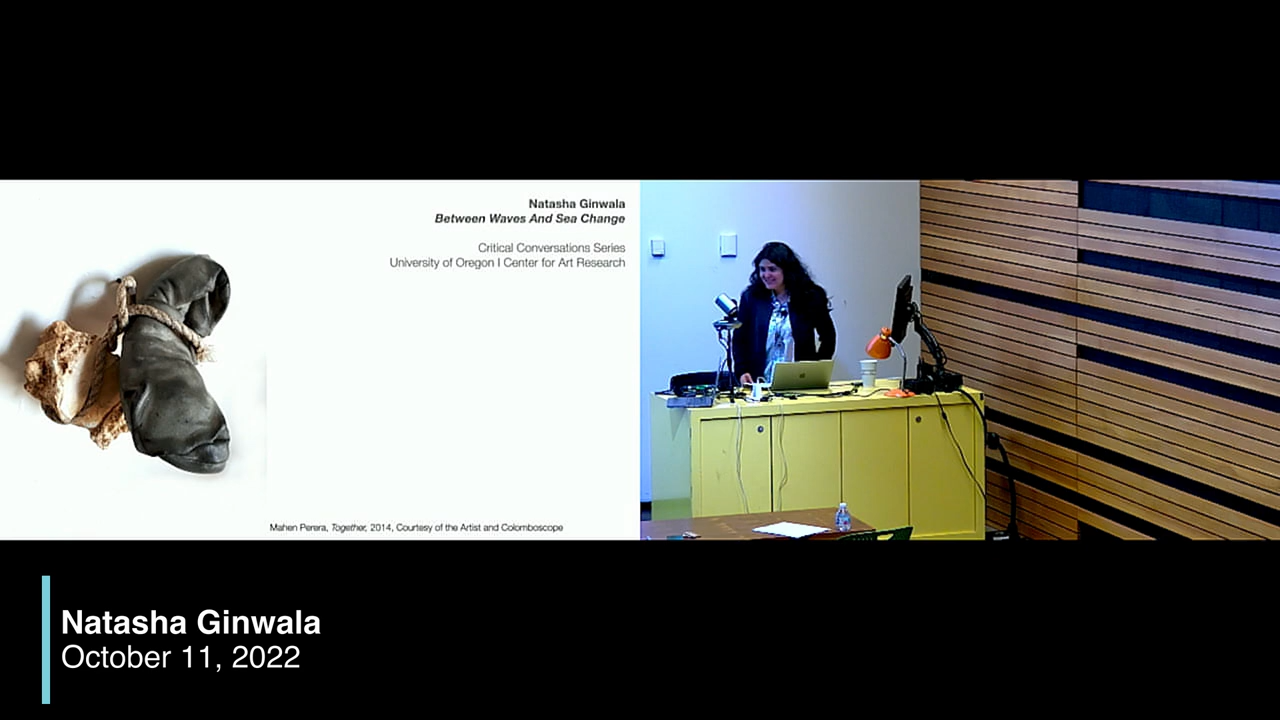 Natasha Ginwala
Between Waves And Sea Change
Critical Conversations Series
University of Oregon I Center for Art Research
Mahen Perera, Together, 2014, Courtesy of the Artist and Colomboscope
Natasha Ginwala
October 11, 2022